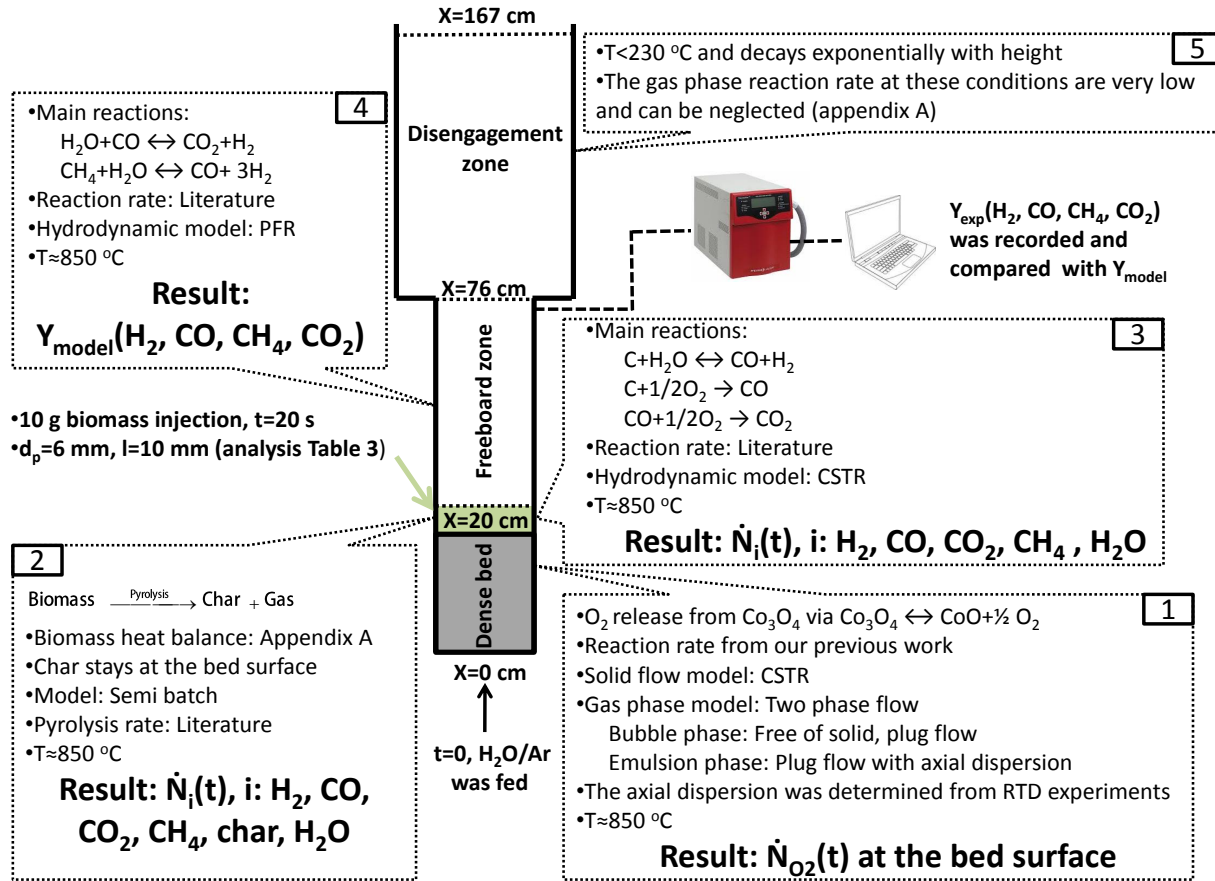 X=167 cm
•T<230 °C and decays exponentially with height
•The gas phase reaction rate at these conditions are very low
and can be neglected (appendix A)
5
4
•Main reactions:
H₂O+CO ↔ CO₂+H₂
CH₄+H₂O ↔ CO+ 3H₂
•Reaction rate: Literature
•Hydrodynamic model: PFR
•T≈850 °C
Result:
Y_model(H₂, CO, CH₄, CO₂)
Disengagement
zone
Y_exp(H₂, CO, CH₄, CO₂)
was recorded and
compared with Y_model
X=76 cm
Freeboard zone
3
•Main reactions:
C+H₂O ↔ CO+H₂
C+1/2O₂ → CO
CO+1/2O₂ → CO₂
•Reaction rate: Literature
•Hydrodynamic model: CSTR
•T≈850 °C
Result: Ṅᵢ(t), i: H₂, CO, CO₂, CH₄ , H₂O
•10 g biomass injection, t=20 s
•dₚ=6 mm, l=10 mm (analysis Table 3)
X=20 cm
Dense bed
X=0 cm
t=0, H₂O/Ar
was fed
2
Biomass —Pyrolysis→ Char + Gas
•Biomass heat balance: Appendix A
•Char stays at the bed surface
•Model: Semi batch
•Pyrolysis rate: Literature
•T≈850 °C
Result: Ṅᵢ(t), i: H₂, CO,
CO₂, CH₄, char, H₂O
1
•O₂ release from Co₃O₄ via Co₃O₄ ↔ CoO+½ O₂
•Reaction rate from our previous work
•Solid flow model: CSTR
•Gas phase model: Two phase flow
Bubble phase: Free of solid, plug flow
Emulsion phase: Plug flow with axial dispersion
•The axial dispersion was determined from RTD experiments
•T≈850 °C
Result: Ṅ_O2(t) at the bed surface